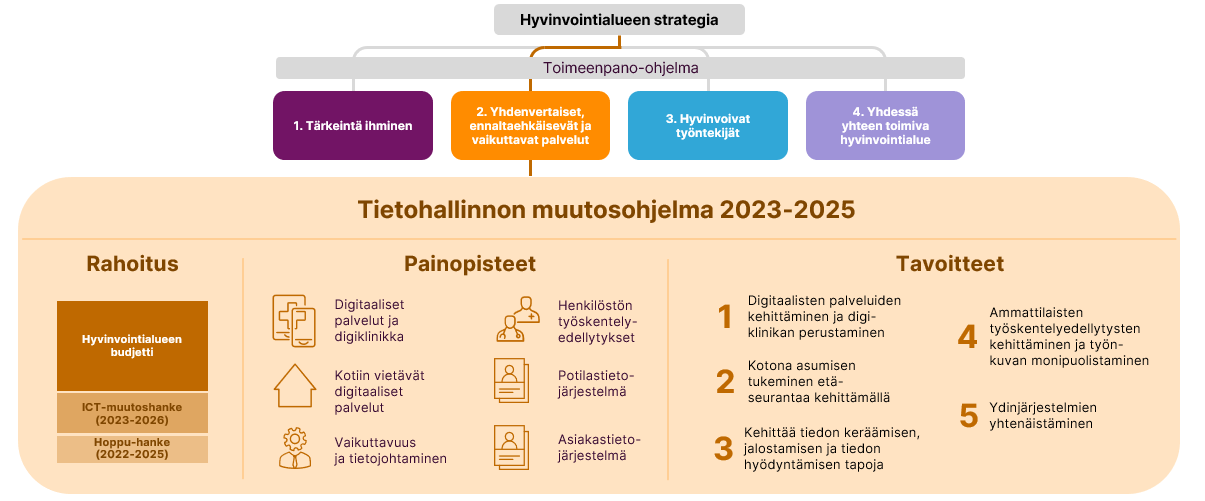 Hyvinvointialueen strategia
Toimeenpano-ohjelma
1. Tärkeintä ihminen
2. Yhdenvertaiset,
ennaltaehkäisevät ja
vaikuttavat palvelut
3. Hyvinvoivat
työntekijät
4. Yhdessä
yhteen toimiva
hyvinvointialue
Tietohallinnon muutosohjelma 2023-2025
Rahoitus
Hyvinvointialueen
budjetti
ICT-muutoshanke
(2023-2026)
Hoppu-hanke
(2022-2025)
Painopisteet
Digitaaliset
palvelut ja
digiklinikka
Kotiin vietävät
digitaaliset
palvelut
Vaikuttavuus
ja tietojohtaminen
Henkilöstön
työskentely-
edellytykset
Potilastieto-
järjestelmä
Asiakastieto-
järjestelmä
Tavoitteet
1
Digitaalisten palveluiden
kehittäminen ja digi-
klinikan perustaminen
2
Kotona asumisen
tukeminen etä-
seurantaa kehittämällä
3
Kehittää tiedon keräämisen,
jalostamisen ja tiedon
hyödyntämisen tapoja
4
Ammattilaisten
työskentelyedellytysten
kehittäminen ja työn-
kuvan monipuolistaminen
5
Ydinjärjestelmien
yhtenäistäminen